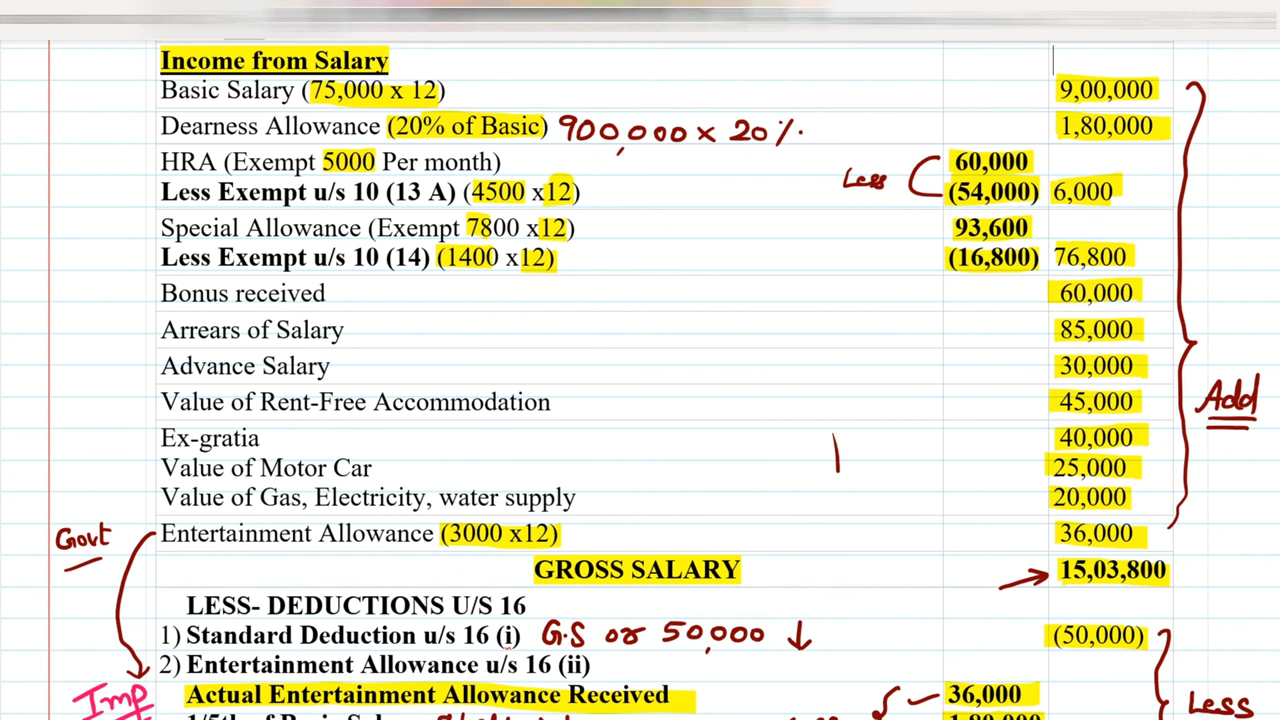 Income from Salary
Basic Salary (75,000 x 12) 9,00,000
Dearness Allowance (20% of Basic) 900,000 x 20% 1,80,000
HRA (Exempt 5000 Per month) 60,000
Less
Less Exempt u/s 10 (13 A) (4500 x12) (54,000) 6,000
Special Allowance (Exempt 7800 x12) 93,600
Less Exempt u/s 10 (14) (1400 x12) (16,800) 76,800
Bonus received 60,000
Arrears of Salary 85,000
Advance Salary 30,000
Value of Rent-Free Accommodation 45,000
Add
Ex-gratia 40,000
Value of Motor Car 25,000
Value of Gas, Electricity, water supply 20,000
Govt Entertainment Allowance (3000 x12) 36,000
GROSS SALARY 15,03,800
LESS- DEDUCTIONS U/S 16
1) Standard Deduction u/s 16 (i) G.S or 50,000 ↓ (50,000)
2) Entertainment Allowance u/s 16 (ii)
Imp Actual Entertainment Allowance Received 36,000
Less